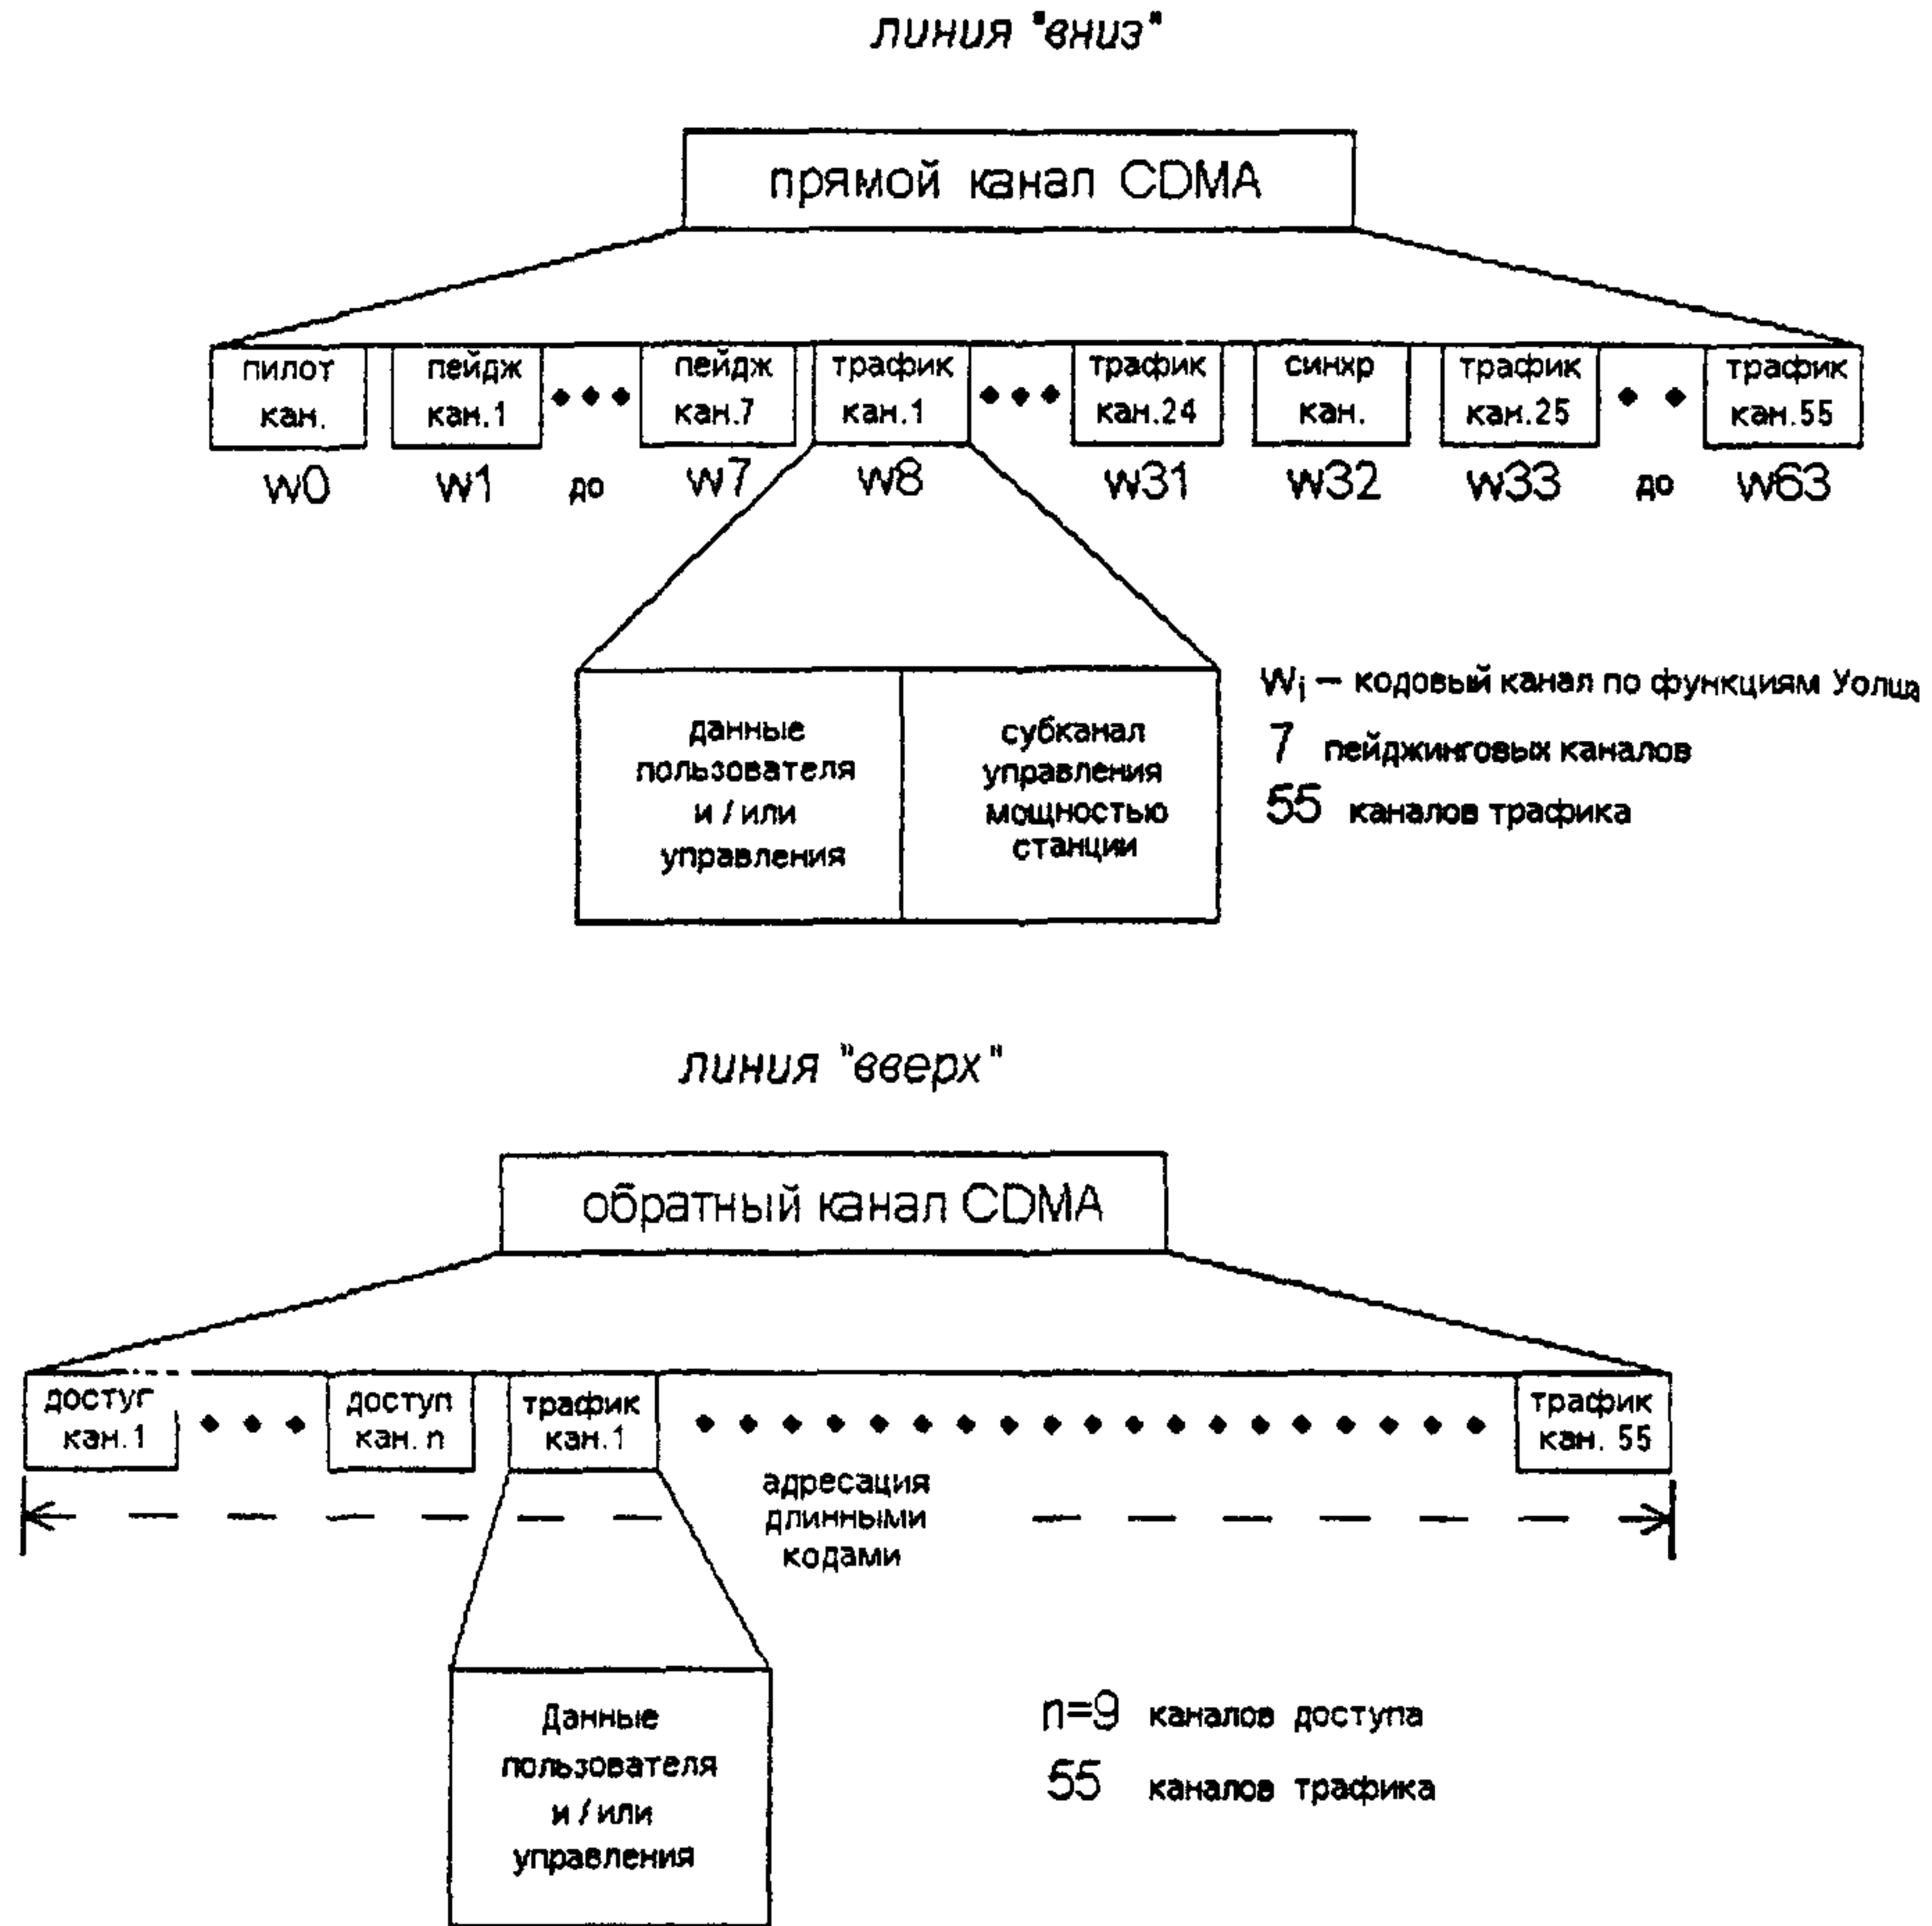 линия "вниз"
прямой канал CDMA
пилот кан.
пейдж кан.1
пейдж кан.7
трафик кан.1
трафик кан.24
синхр кан.
трафик кан.25
трафик кан.55
w0 w1 до w7 w8 w31 w32 w33 до w63
данные
пользователя
и / или
управления
субканал
управления
мощностью
станции
Wi – кодовый канал по функциям Уолша
7 пейджинговых каналов
55 каналов трафика
линия "вверх"
обратный канал CDMA
доступ кан.1
доступ кан. n
трафик кан.1
трафик кан. 55
адресация
длинными
кодами
Данные
пользователя
и / или
управления
n=9 каналов доступа
55 каналов трафика